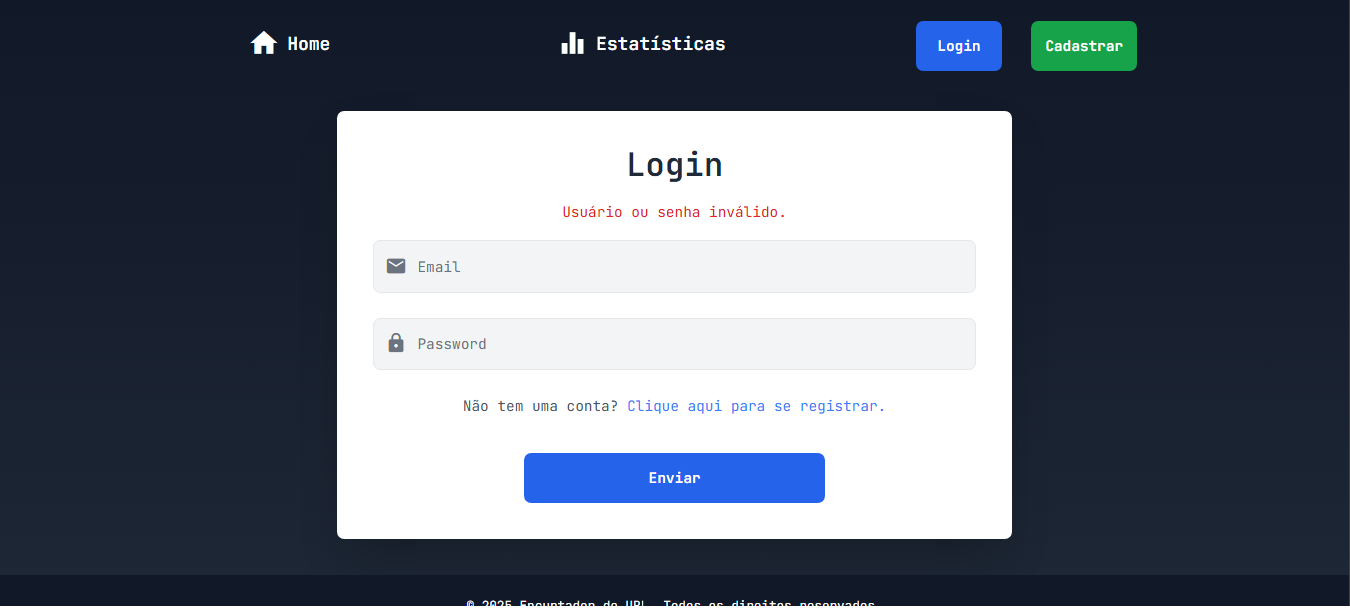 Home
Estatísticas
Login
Cadastrar
Login
Usuário ou senha inválido.
Email
Password
Não tem uma conta? Clique aqui para se registrar.
Enviar
© 2025 Encurtador de URL. Todos os direitos reservados.